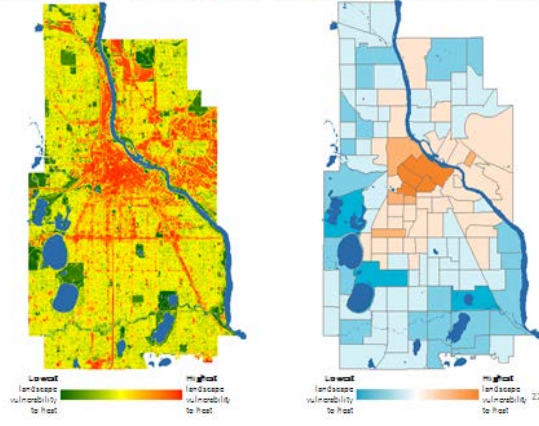 Lowest
landscape
vulnerability
to heat
Highest
landscape
vulnerability
to heat
Lowest
landscape
vulnerability
to heat
Highest
landscape
vulnerability
to heat